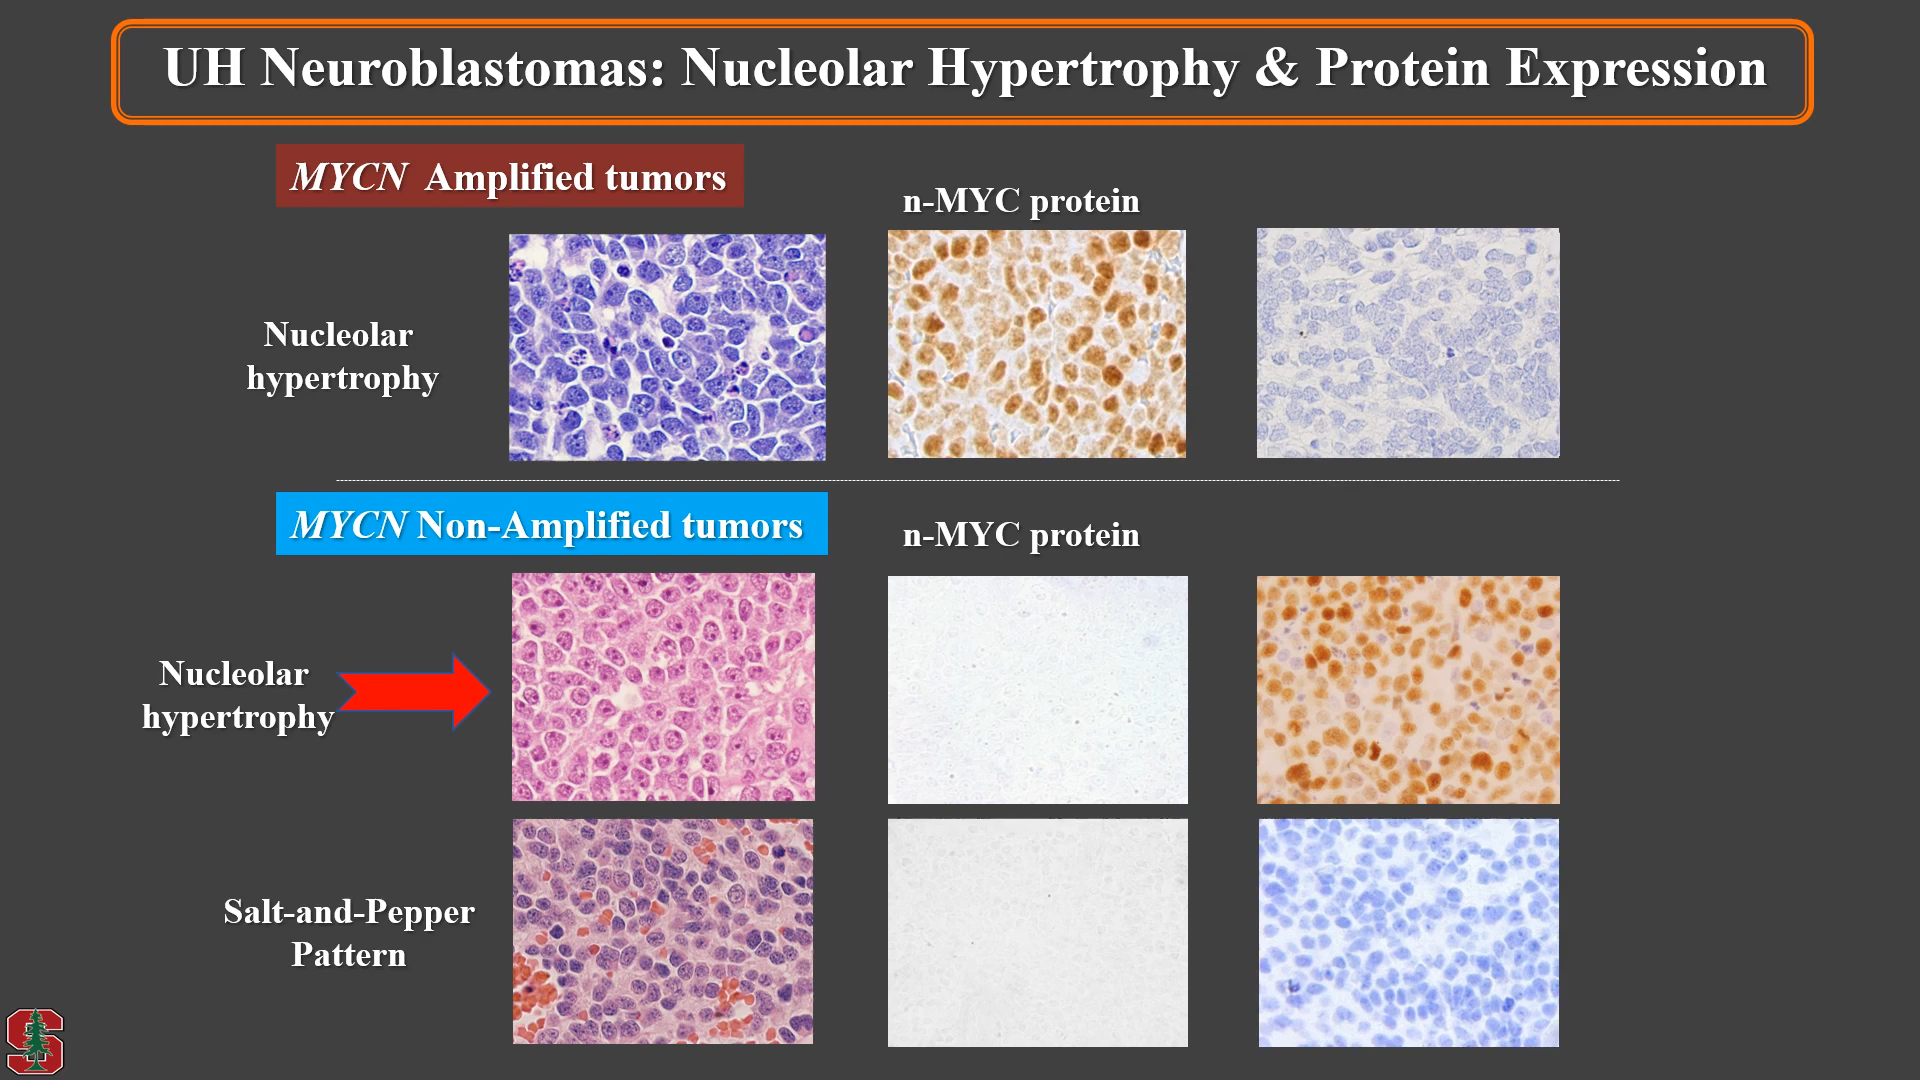 UH Neuroblastomas: Nucleolar Hypertrophy & Protein Expression
MYCN Amplified tumors
n-MYC protein
Nucleolar
hypertrophy
MYCN Non-Amplified tumors
n-MYC protein
Nucleolar
hypertrophy
Salt-and-Pepper
Pattern